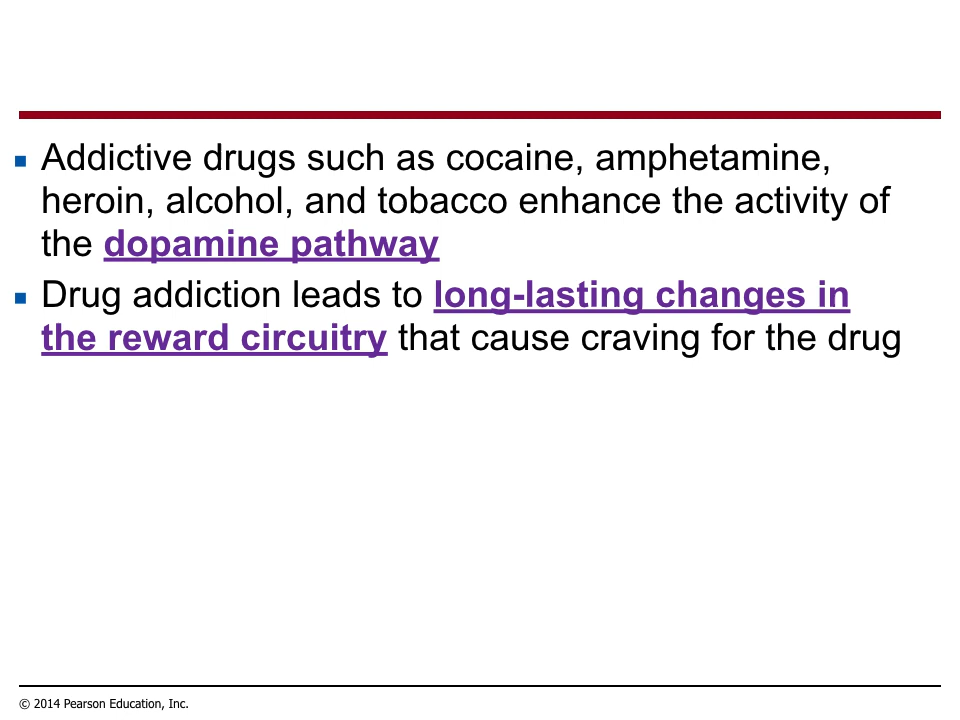 Addictive drugs such as cocaine, amphetamine,
heroin, alcohol, and tobacco enhance the activity of
the dopamine pathway
Drug addiction leads to long-lasting changes in
the reward circuitry that cause craving for the drug
© 2014 Pearson Education, Inc.